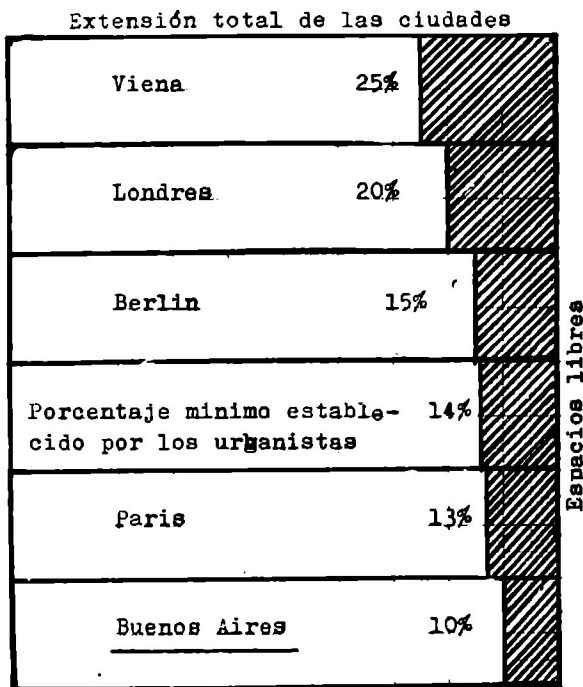 Extensión total de las ciudades
Viena 25%
Londres 20%
Berlin 15%
Porcentaje minimo estable- 14%
cido por los urbanistas
Paris 13%
Buenos Aires 10%
Espacios libres